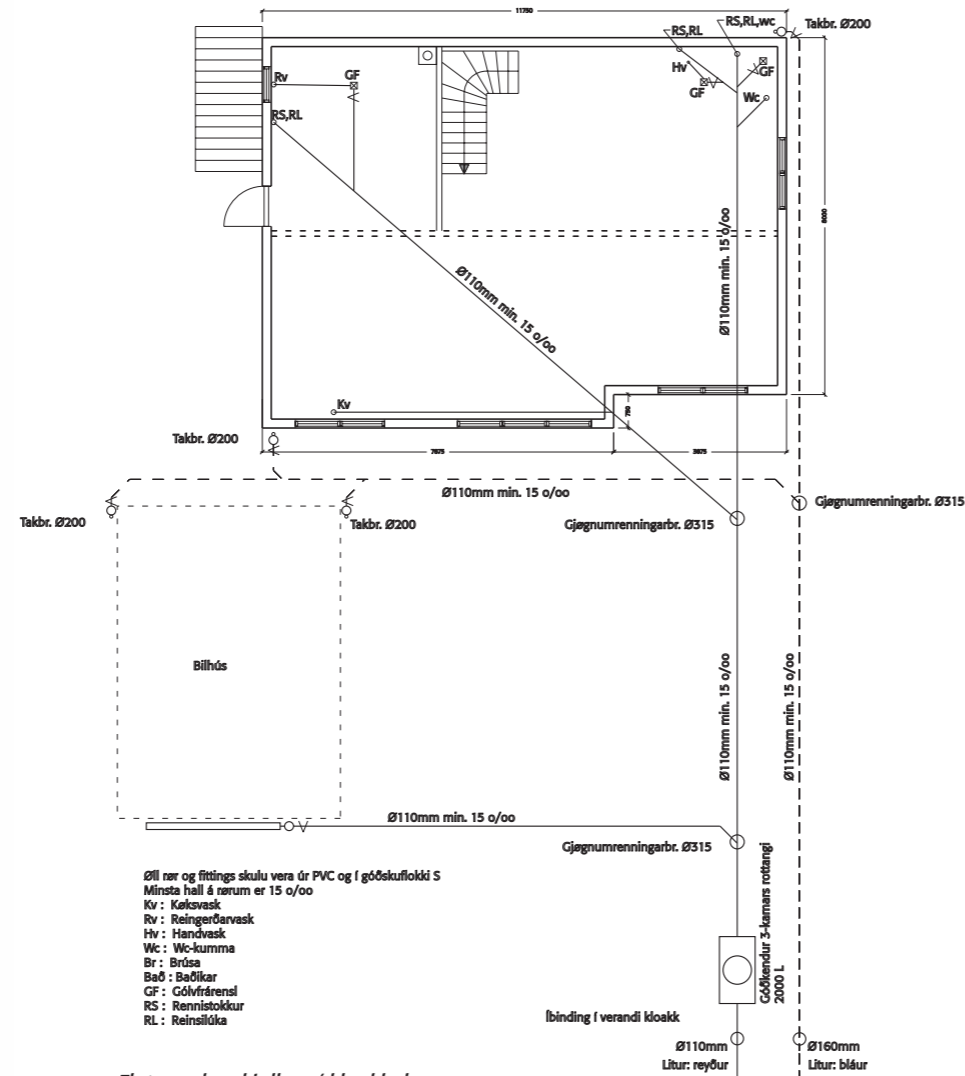 11750
RS,RL,wc
Takbr. Ø200
RS,RL
Rv
GF
Hv
GF
GF
Wc
RS,RL
8000
Ø110mm min. 15 o/oo
Ø110mm min. 15 o/oo
Kv
750
Takbr. Ø200
7875
3875
Ø110mm min. 15 o/oo
Gjøgnumrenningarbr. Ø315
Takbr. Ø200
Takbr. Ø200
Gjøgnumrenningarbr. Ø315
Bilhús
Ø110mm min. 15 o/oo
Ø110mm min. 15 o/oo
Ø110mm min. 15 o/oo
Gjøgnumrenningarbr. Ø315
Øll rør og fittings skulu vera úr PVC og í góðskuflokki S
Minsta hall á rørum er 15 o/oo
Kv : Køksvask
Rv : Reingerðarvask
Hv : Handvask
Wc : Wc-kumma
Br : Brúsa
Bað : Baðikar
GF : Gólvfrárensl
RS : Rennistokkur
RL : Reinsilúka
Góðkendur 3-kamars rottangi
2000 L
Íbinding í verandi kloakk
Ø110mm
Litur: reyður
Ø160mm
Litur: bláur